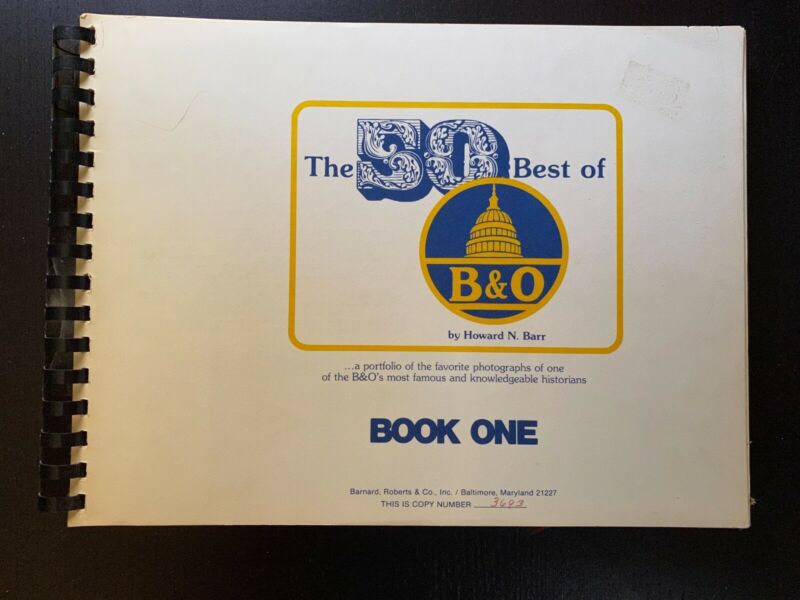 The 50 Best of
B&O
by Howard N. Barr
...a portfolio of the favorite photographs of one
of the B&O's most famous and knowledgeable historians
BOOK ONE
Barnard, Roberts & Co., Inc. / Baltimore, Maryland 21227
THIS IS COPY NUMBER